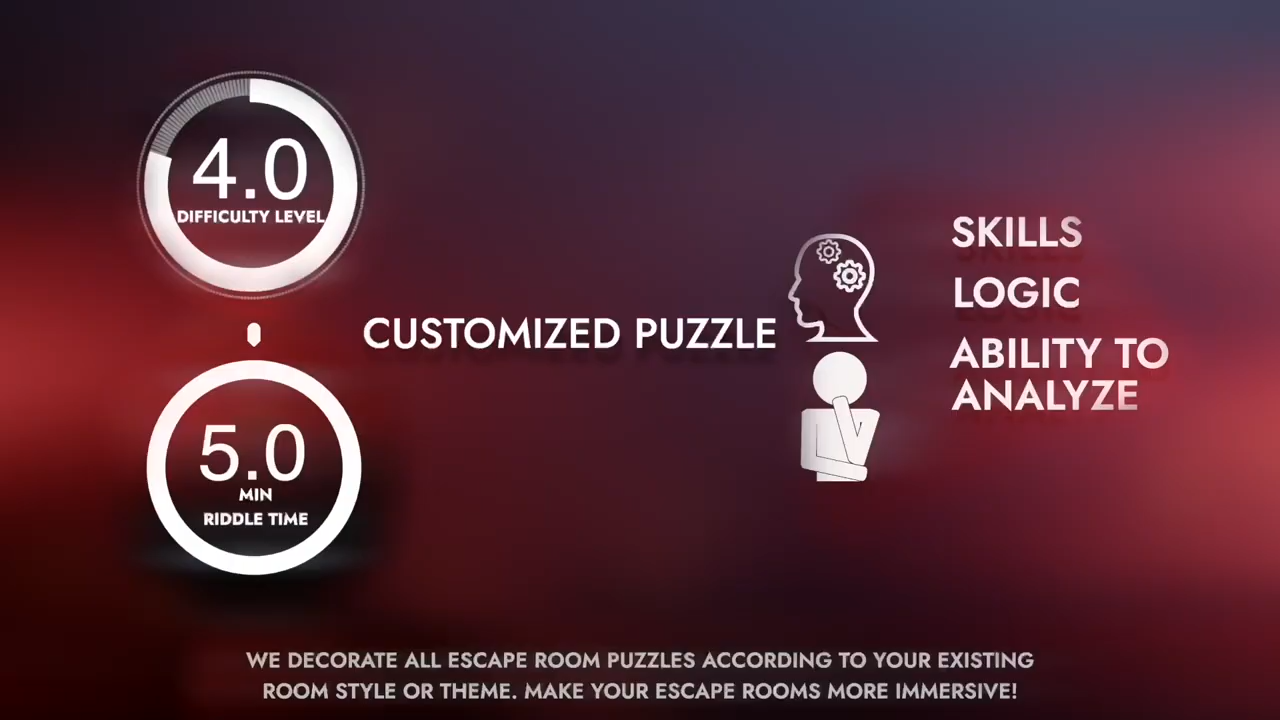 4.0
DIFFICULTY LEVEL
5.0
MIN
RIDDLE TIME
CUSTOMIZED PUZZLE
SKILLS
LOGIC
ABILITY TO
ANALYZE
WE DECORATE ALL ESCAPE ROOM PUZZLES ACCORDING TO YOUR EXISTING
ROOM STYLE OR THEME. MAKE YOUR ESCAPE ROOMS MORE IMMERSIVE!